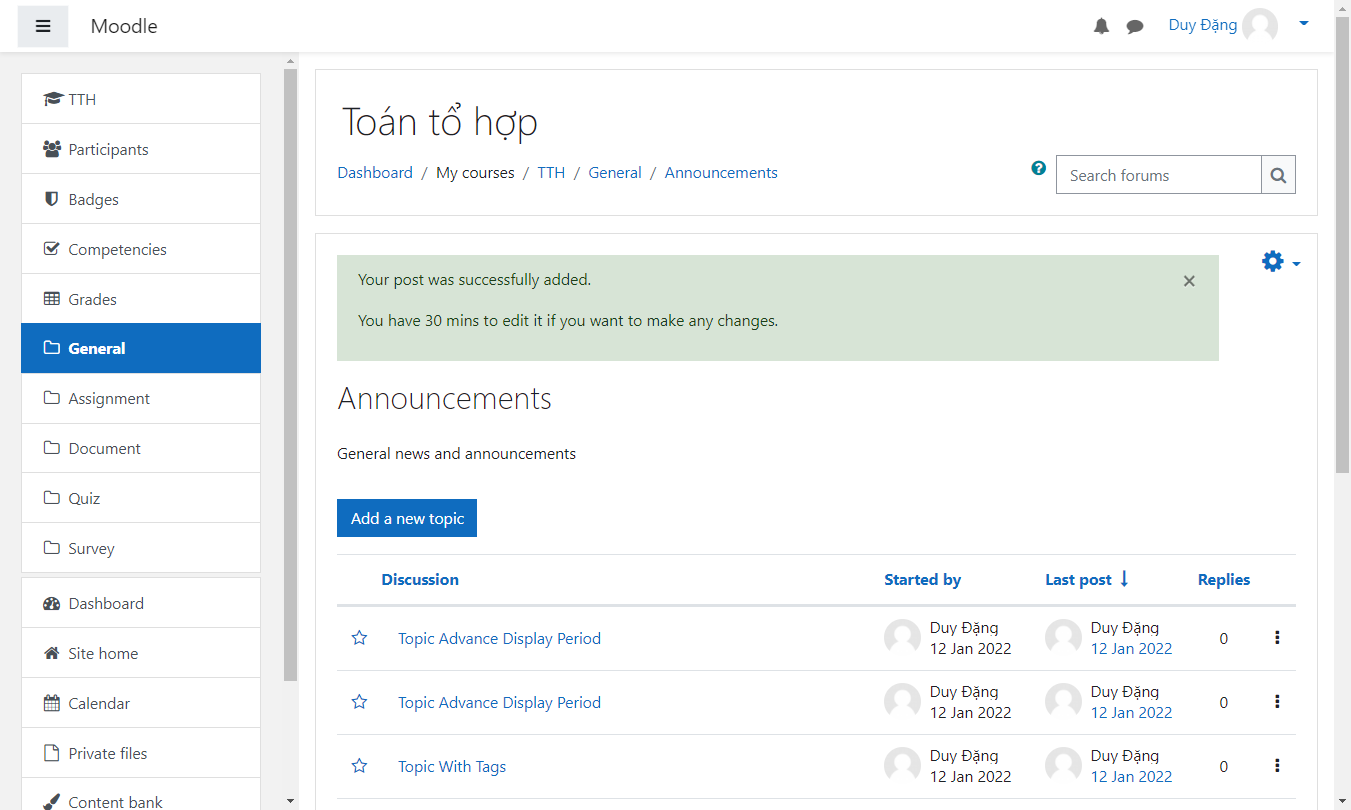 Moodle
Duy Đặng
TTH
Participants
Badges
Competencies
Grades
General
Assignment
Document
Quiz
Survey
Dashboard
Site home
Calendar
Private files
Content bank
Toán tổ hợp
Dashboard / My courses / TTH / General / Announcements
Search forums
Your post was successfully added.
You have 30 mins to edit it if you want to make any changes.
Announcements
General news and announcements
Add a new topic
Discussion Started by Last post Replies
Topic Advance Display Period Duy Đặng 12 Jan 2022 Duy Đặng 12 Jan 2022 0
Topic Advance Display Period Duy Đặng 12 Jan 2022 Duy Đặng 12 Jan 2022 0
Topic With Tags Duy Đặng 12 Jan 2022 Duy Đặng 12 Jan 2022 0